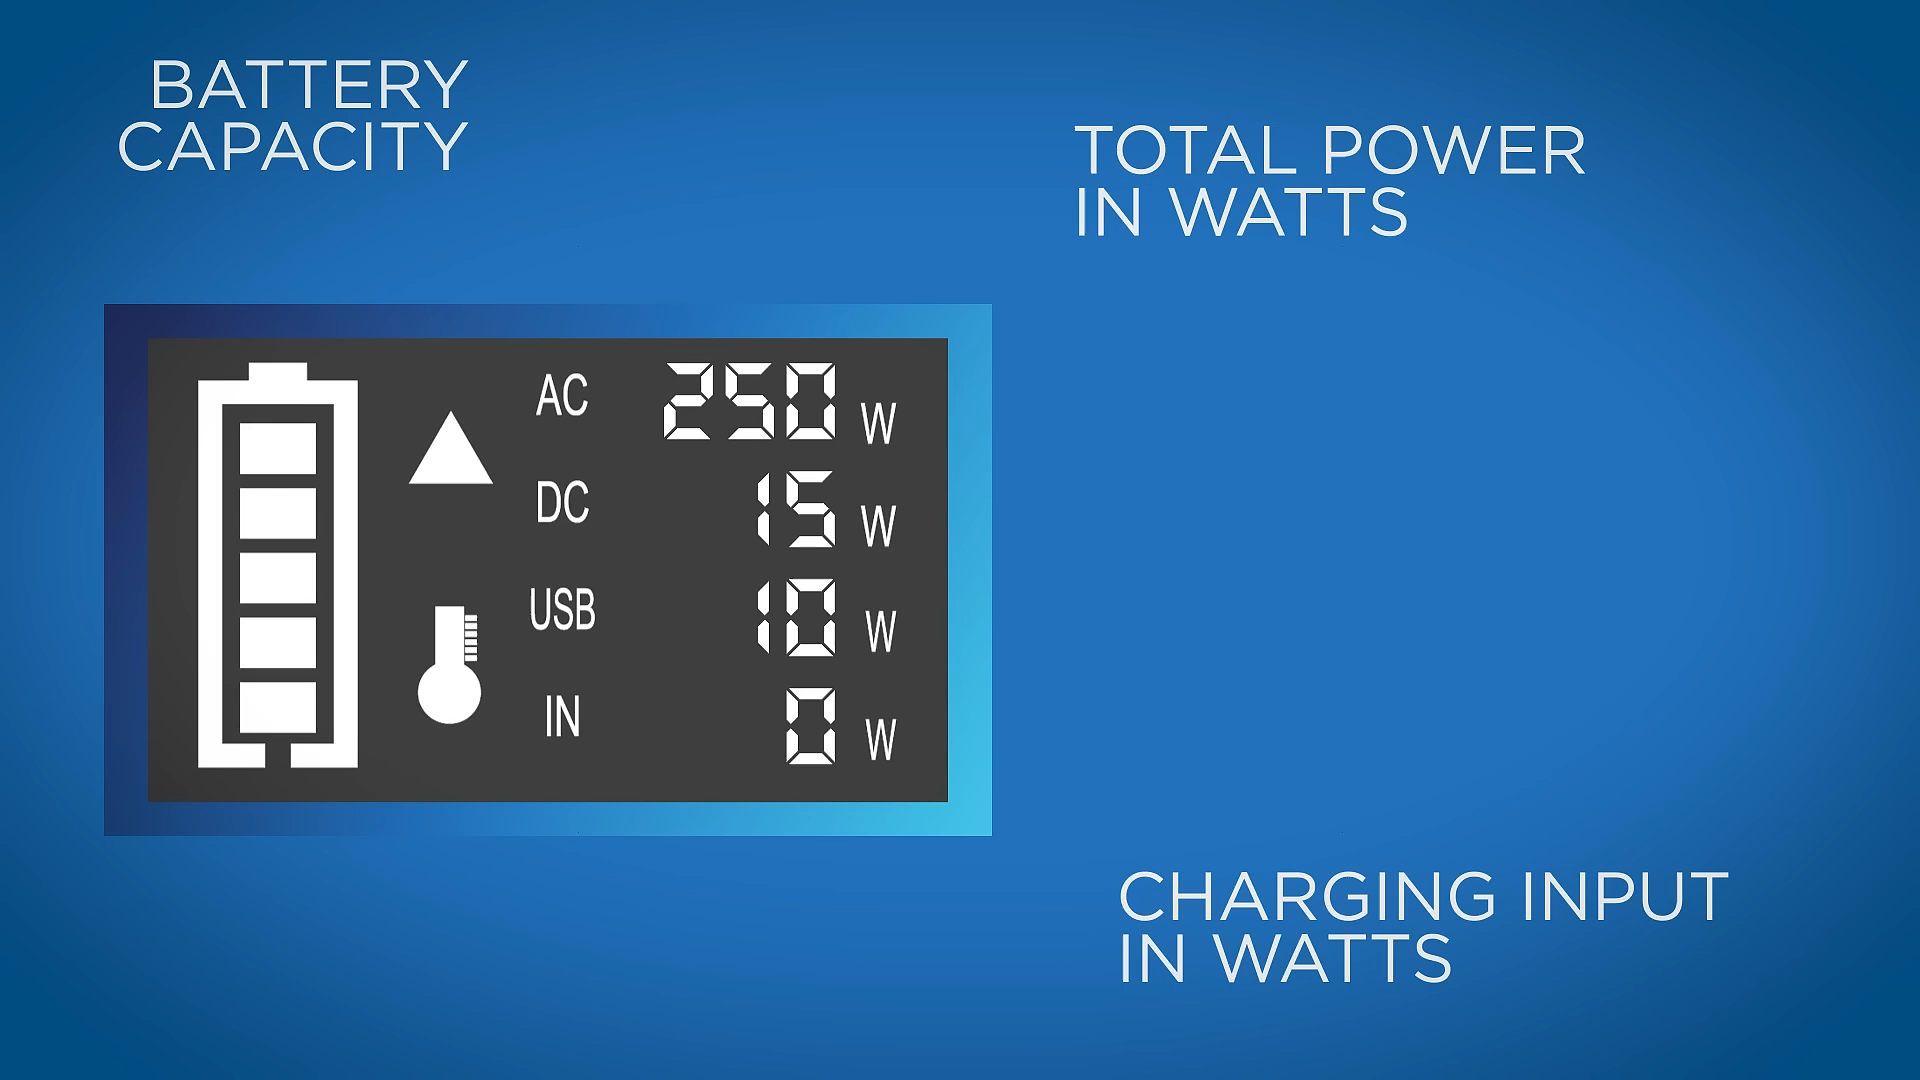 BATTERY
CAPACITY
TOTAL POWER
IN WATTS
AC 250 W
DC 15 W
USB 10 W
IN 0 W
CHARGING INPUT
IN WATTS